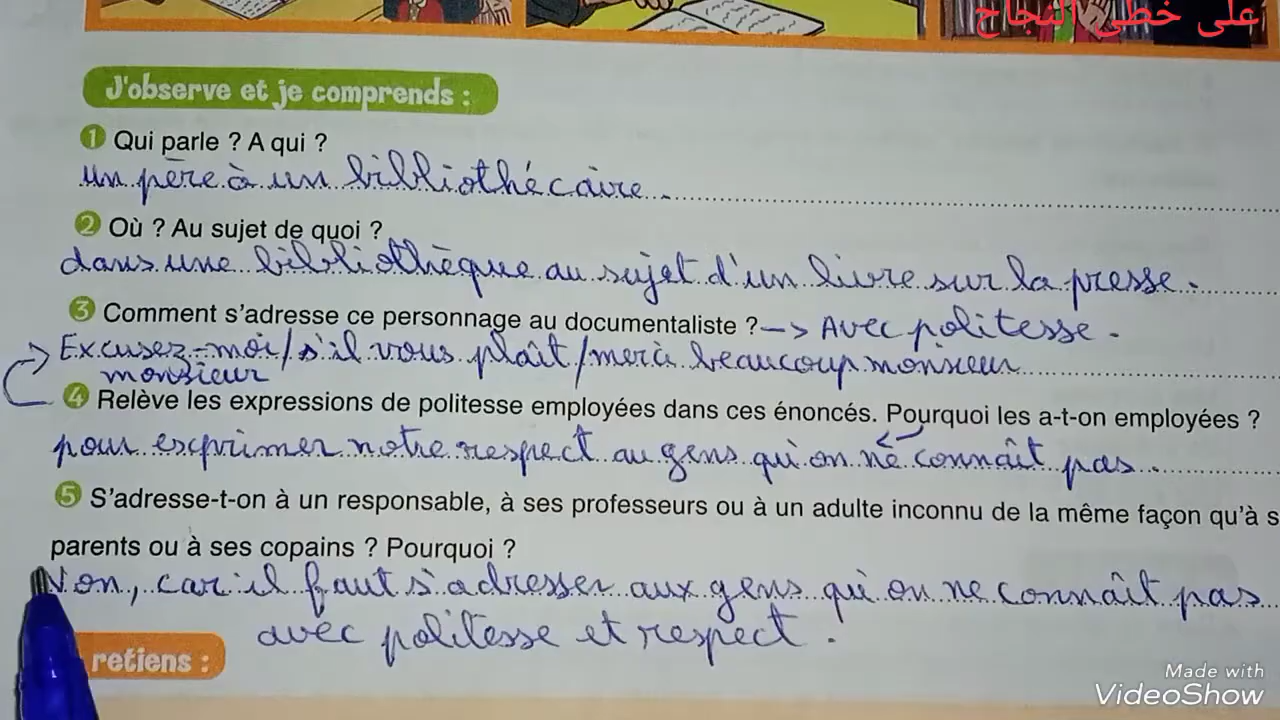 على خطى النجاح
J'observe et je comprends :
1 Qui parle ? A qui ?
un père à un bibliothécaire
2 Où ? Au sujet de quoi ?
dans une bibliothèque au sujet d'un livre sur la presse.
3 Comment s'adresse ce personnage au documentaliste ? → Avec politesse.
Excusez-moi / s'il vous plaît / merci beaucoup monsieur
monsieur
4 Relève les expressions de politesse employées dans ces énoncés. Pourquoi les a-t-on employées ?
pour exprimer notre respect au gens qu'on ne connaît pas
5 S'adresse-t-on à un responsable, à ses professeurs ou à un adulte inconnu de la même façon qu'à s
parents ou à ses copains ? Pourquoi ?
Non, car il faut s'adresser aux gens qu'on ne connaît pas
avec politesse et respect.
retiens :
Made with
VideoShow